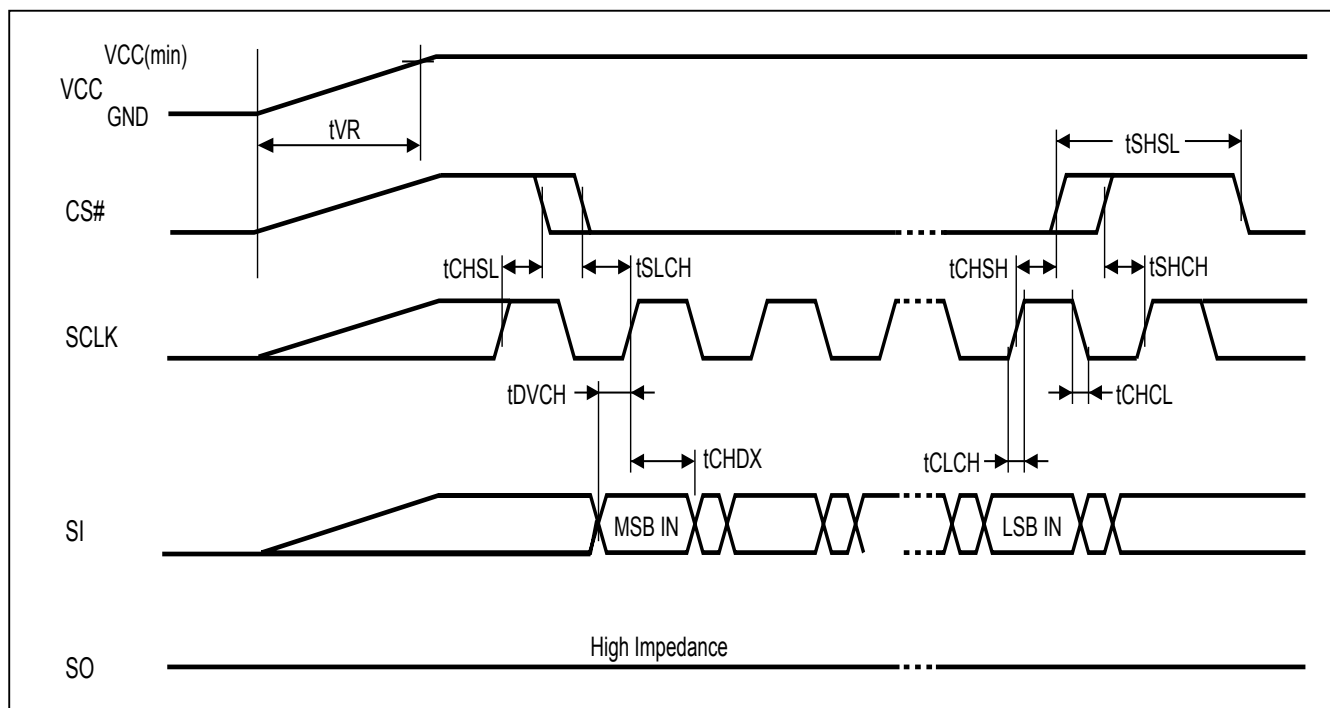 VCC(min)
VCC
GND
tVR
tSHSL
CS#
tCHSL
tSLCH
tCHSH
tSHCH
SCLK
tDVCH
tCHCL
tCHDX
tCLCH
SI
MSB IN
LSB IN
High Impedance
SO